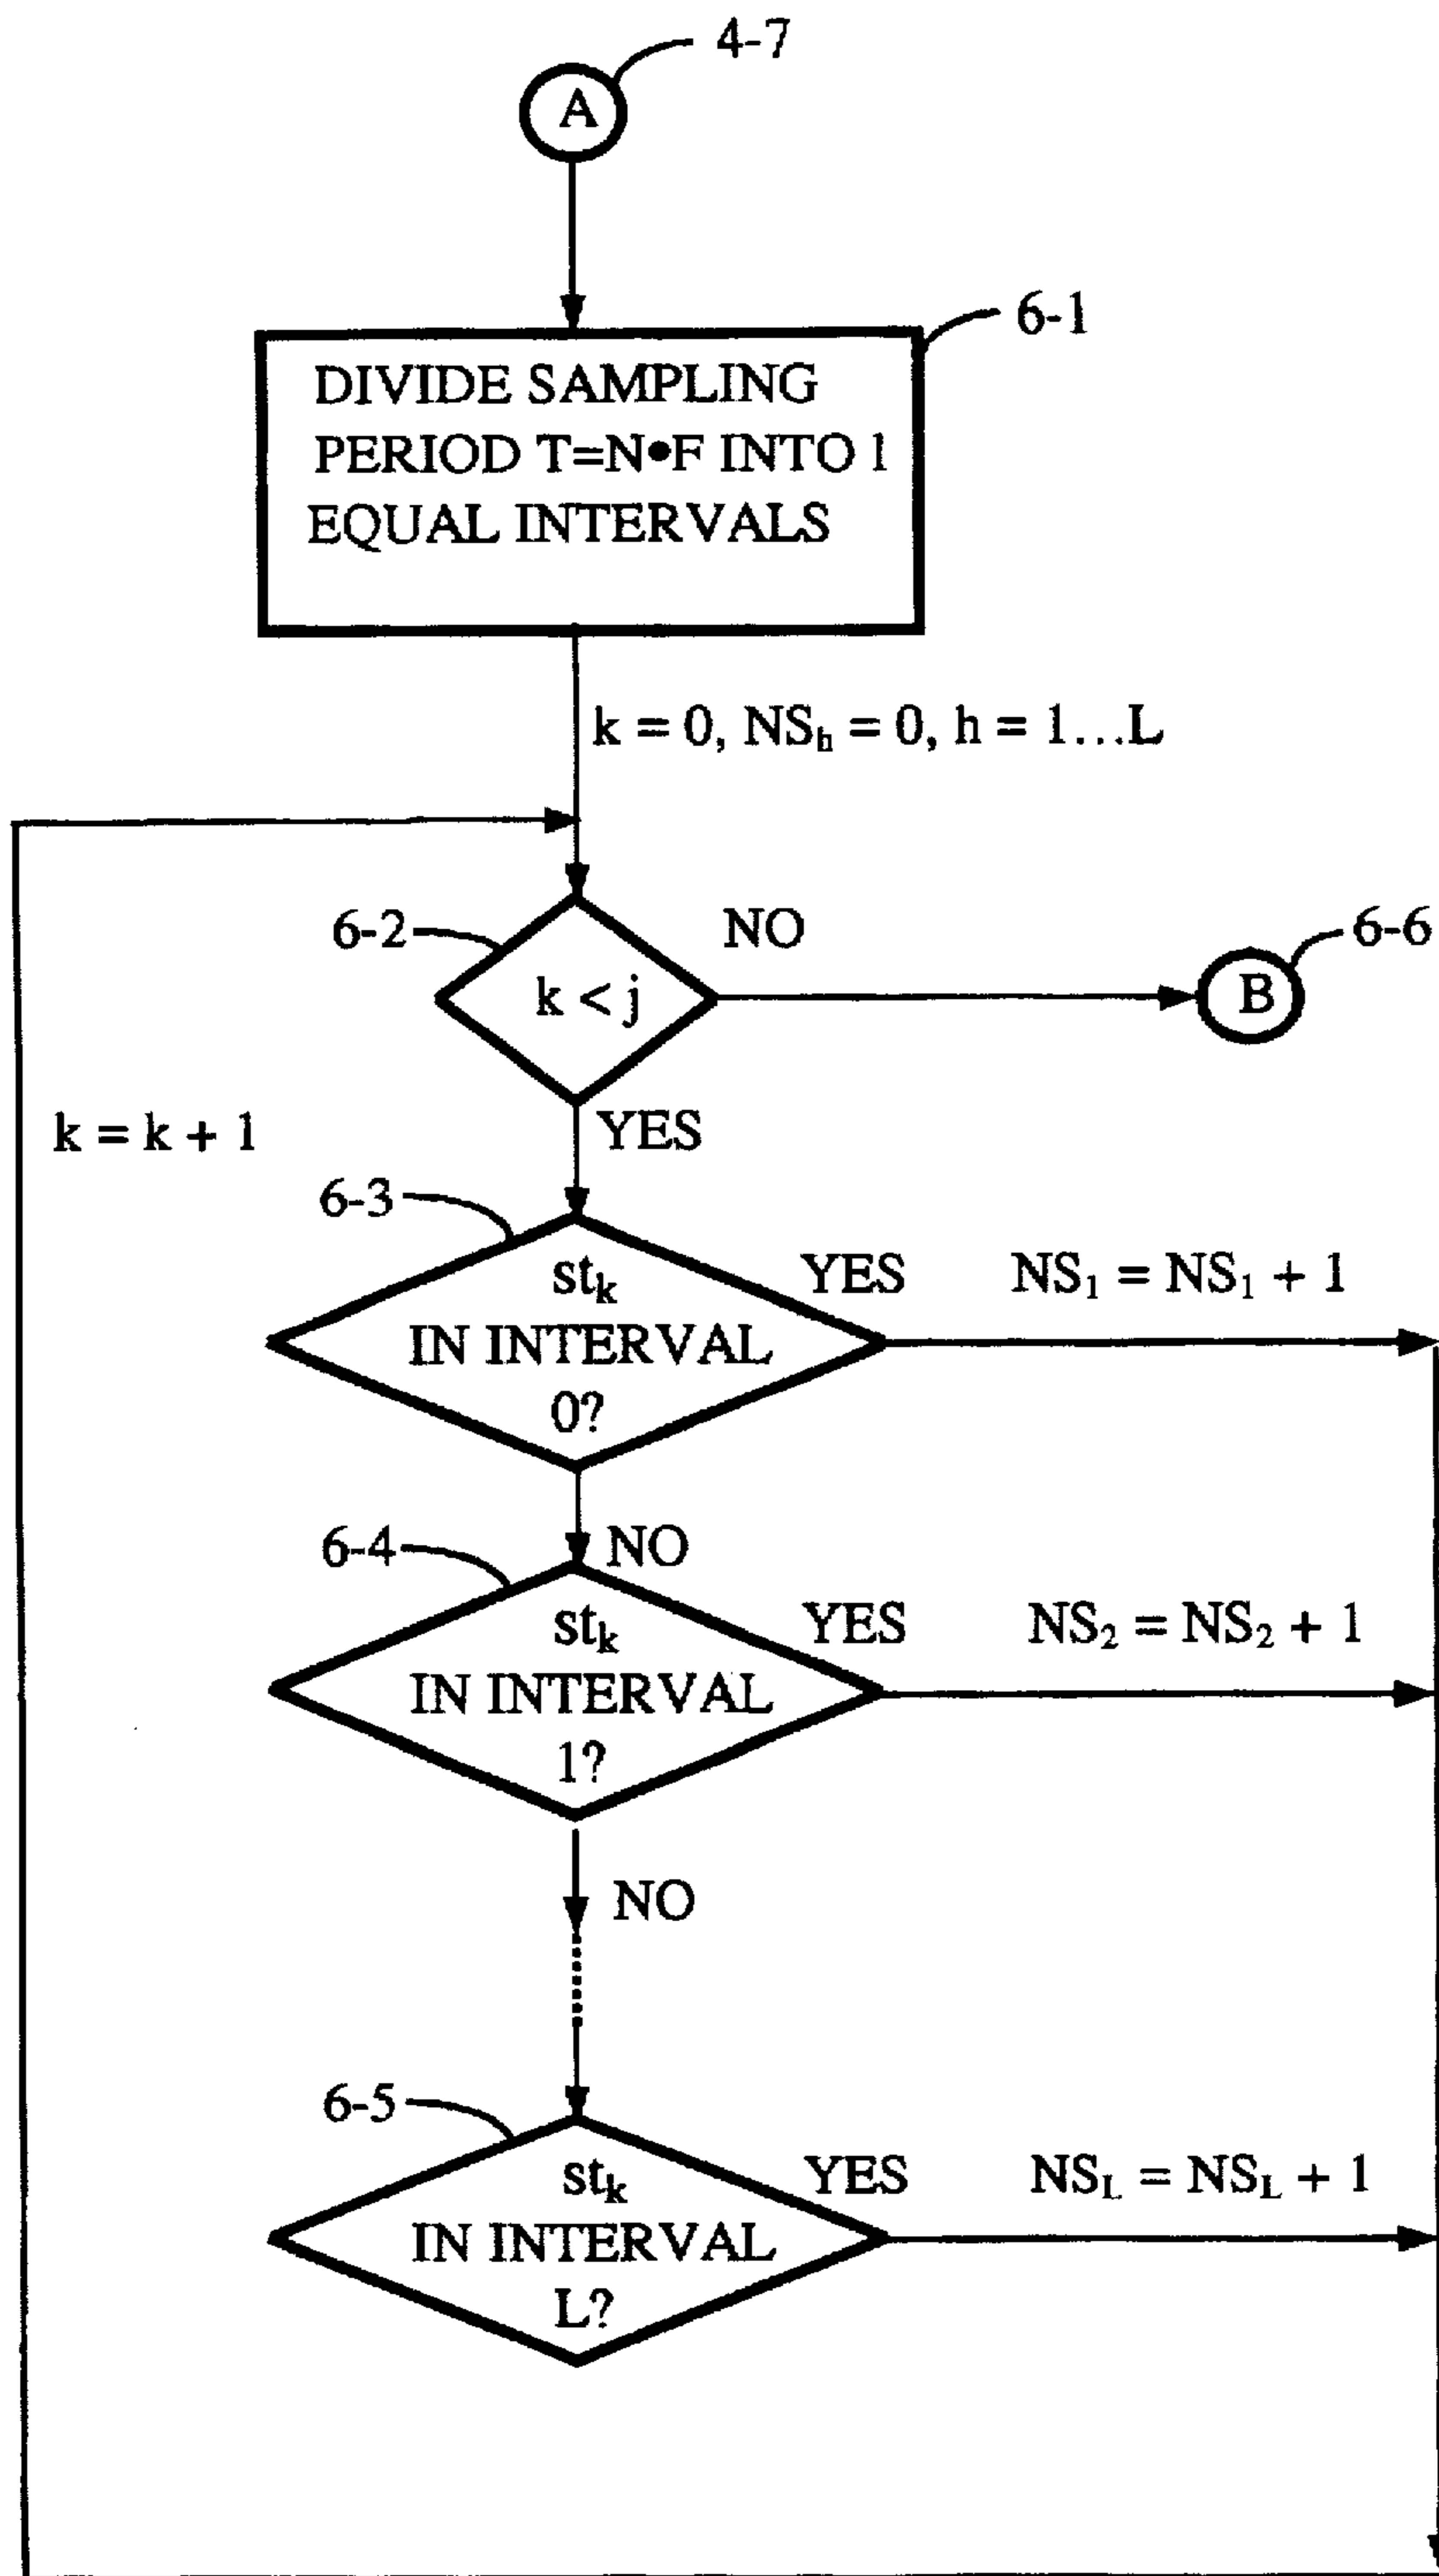 4-7
A
6-1
DIVIDE SAMPLING
PERIOD T=N•F INTO l
EQUAL INTERVALS
k = 0, NSₕ = 0, h = 1...L
6-2
NO
6-6
k < j
B
k = k + 1
YES
6-3
stₖ
IN INTERVAL
0?
YES
NS₁ = NS₁ + 1
NO
6-4
stₖ
IN INTERVAL
1?
YES
NS₂ = NS₂ + 1
NO
6-5
stₖ
IN INTERVAL
L?
YES
NS_L = NS_L + 1